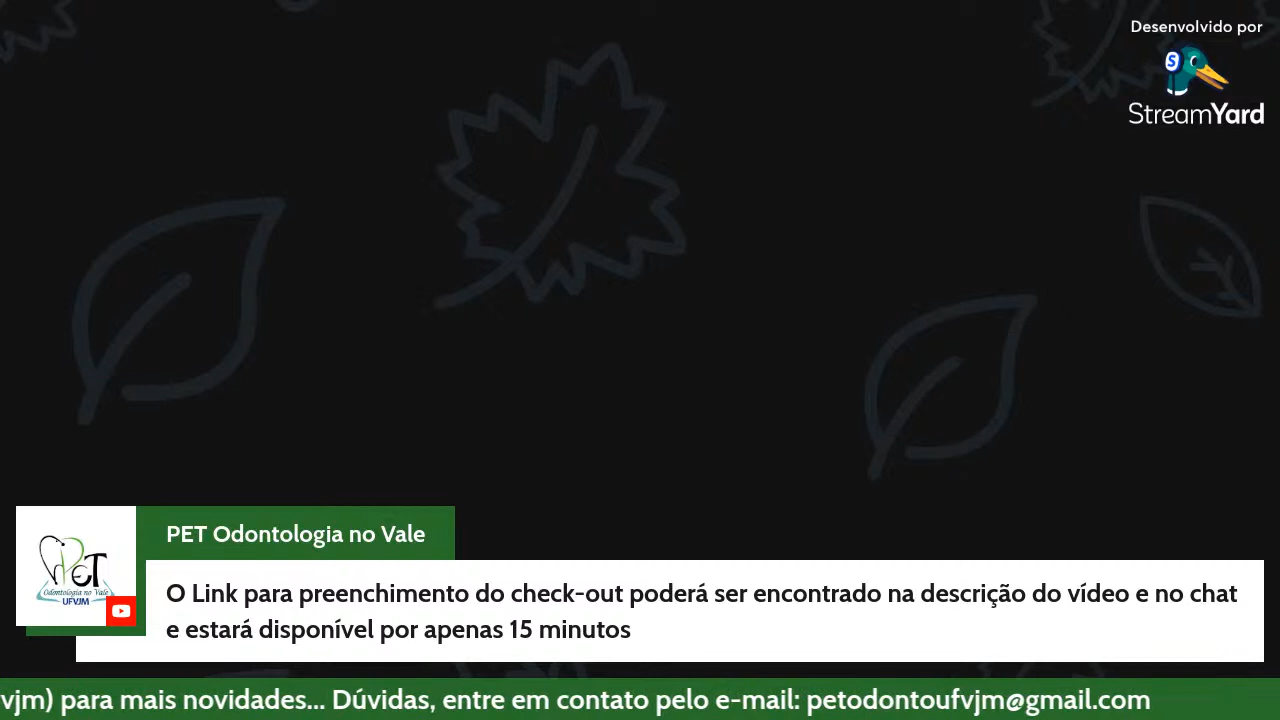 Desenvolvido por
StreamYard
PET Odontologia no Vale
PET
Odontologia no Vale
UFVJM
O Link para preenchimento do check-out poderá ser encontrado na descrição do vídeo e no chat
e estará disponível por apenas 15 minutos
vjm) para mais novidades... Dúvidas, entre em contato pelo e-mail: petodontoufvjm@gmail.com